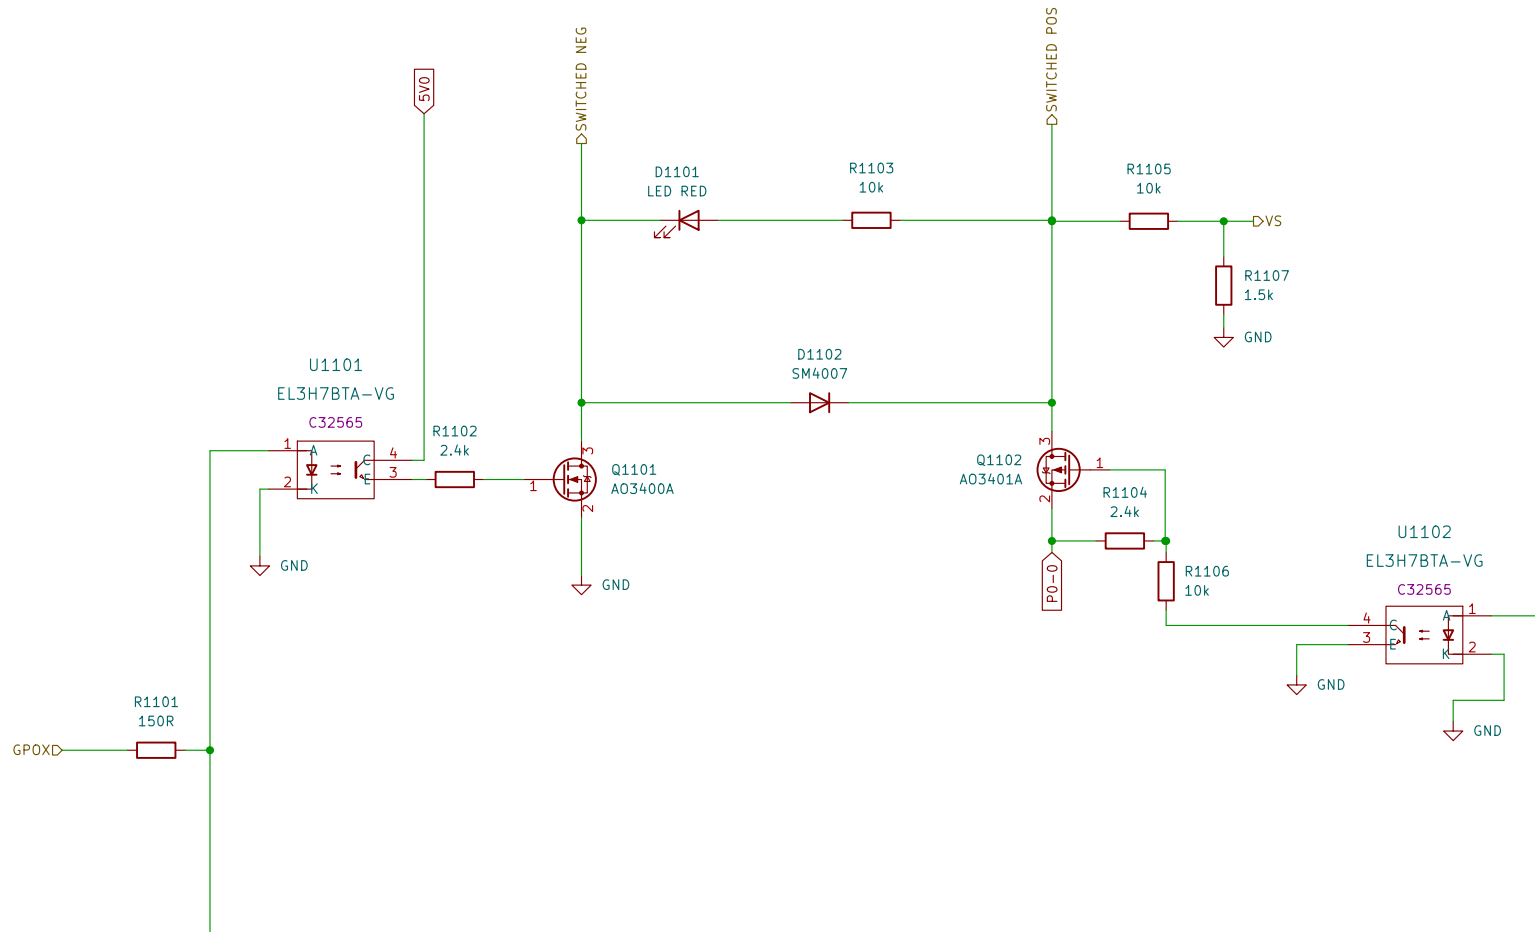 SWITCHED NEG
SWITCHED POS
5V0
D1101
LED RED
R1103
10k
R1105
10k
VS
R1107
1.5k
GND
D1102
SM4007
U1101
EL3H7BTA-VG
C32565
1
A
2
K
C
4
E
3
R1102
2.4k
GND
1
3
2
Q1101
AO3400A
GND
Q1102
AO3401A
3
1
2
R1104
2.4k
P0-0
R1106
10k
U1102
EL3H7BTA-VG
C32565
4
C
3
E
A
1
K
2
GND
GND
R1101
150R
GPOX